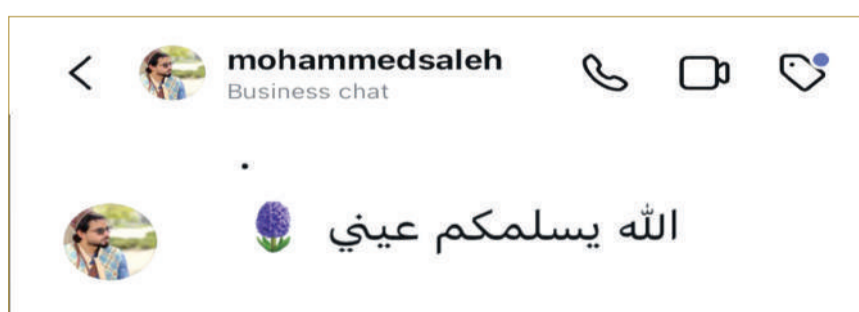 mohammedsaleh
Business chat
.
الله يسلمكم عيني 🪻